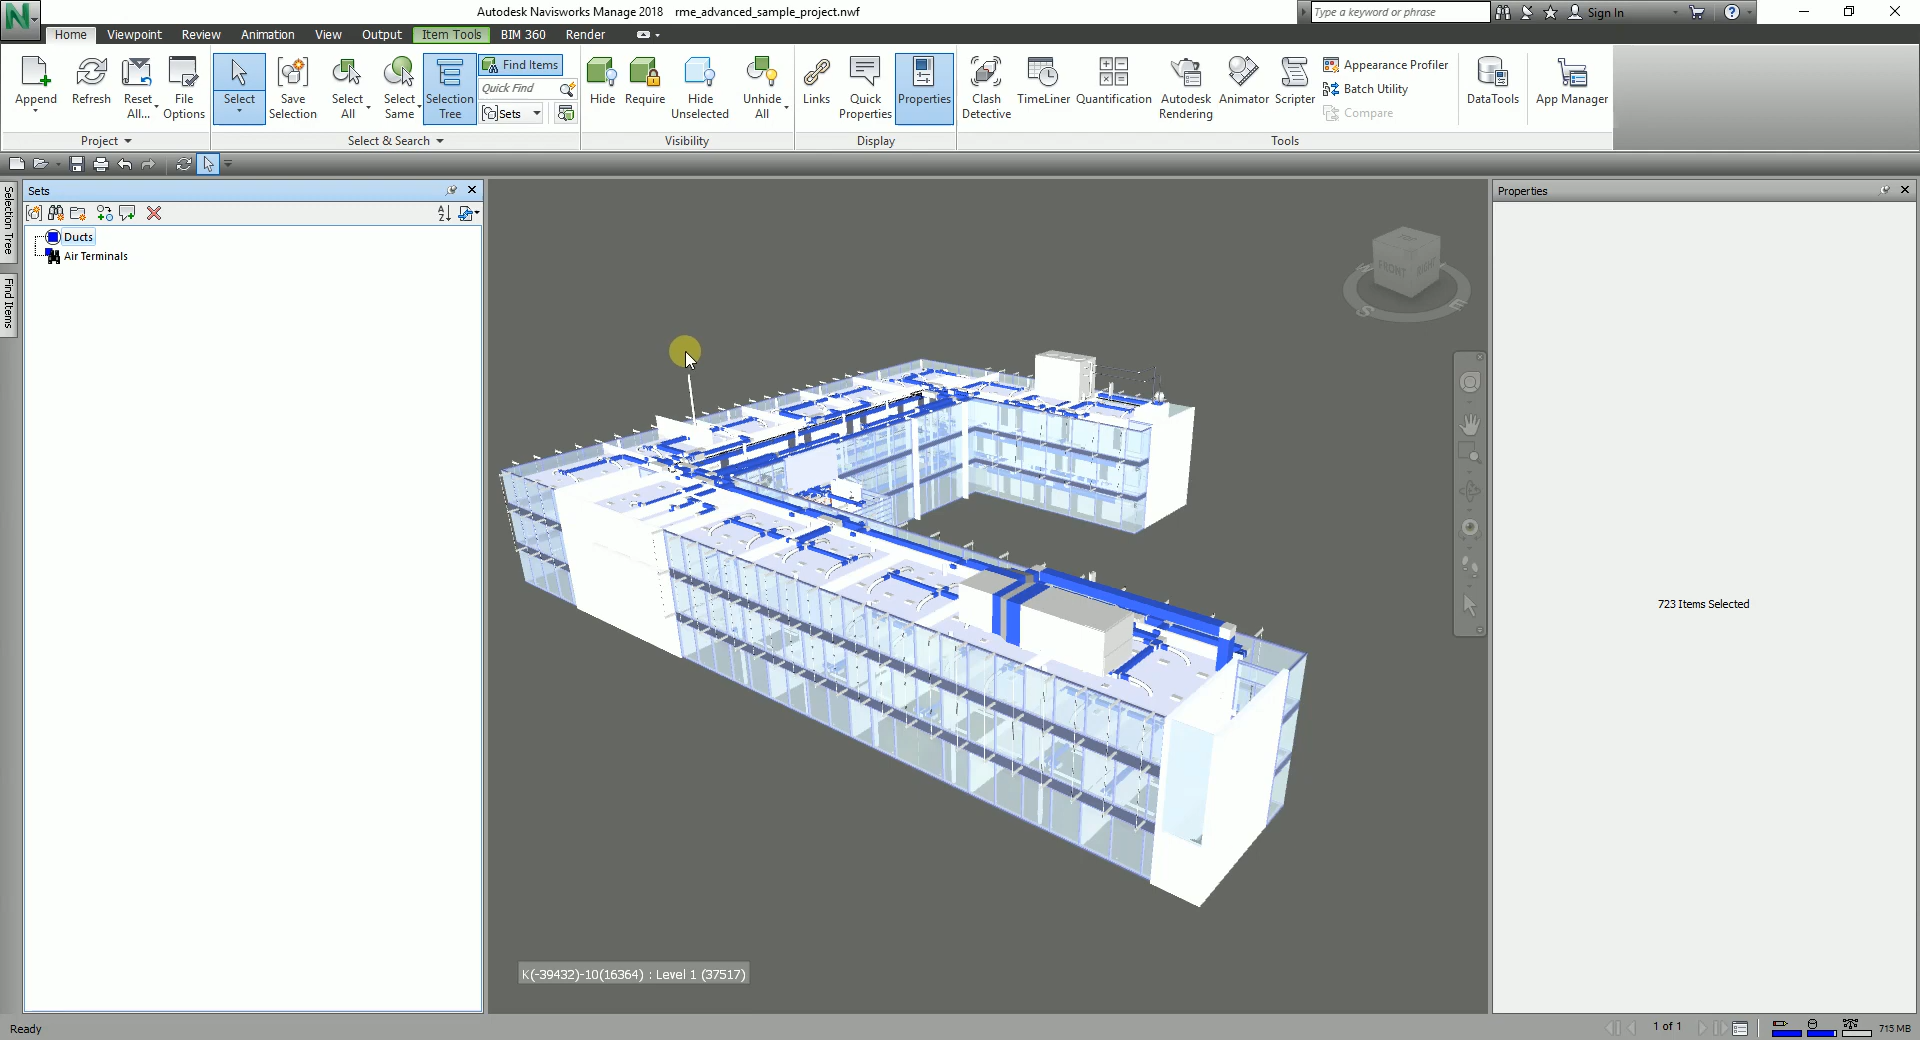 Autodesk Navisworks Manage 2018 rme_advanced_sample_project.nwf
Type a keyword or phrase
Sign In
Home Viewpoint Review Animation View Output Item Tools BIM 360 Render
Append
Refresh
Reset All...
File Options
Project
Select
Save Selection
Select All
Select Same
Selection Tree
Find Items
Quick Find
Sets
Select & Search
Hide
Require
Hide Unselected
Unhide All
Visibility
Links
Quick Properties
Properties
Display
Clash Detective
TimeLiner
Quantification
Autodesk Rendering
Animator
Scripter
Appearance Profiler
Batch Utility
Compare
Tools
DataTools
App Manager
Selection Tree
Find Items
Sets
Ducts
Air Terminals
FRONT
RIGHT
S
E
K(-39432)-10(16364) : Level 1 (37517)
Properties
723 Items Selected
Ready
1 of 1
715 MB